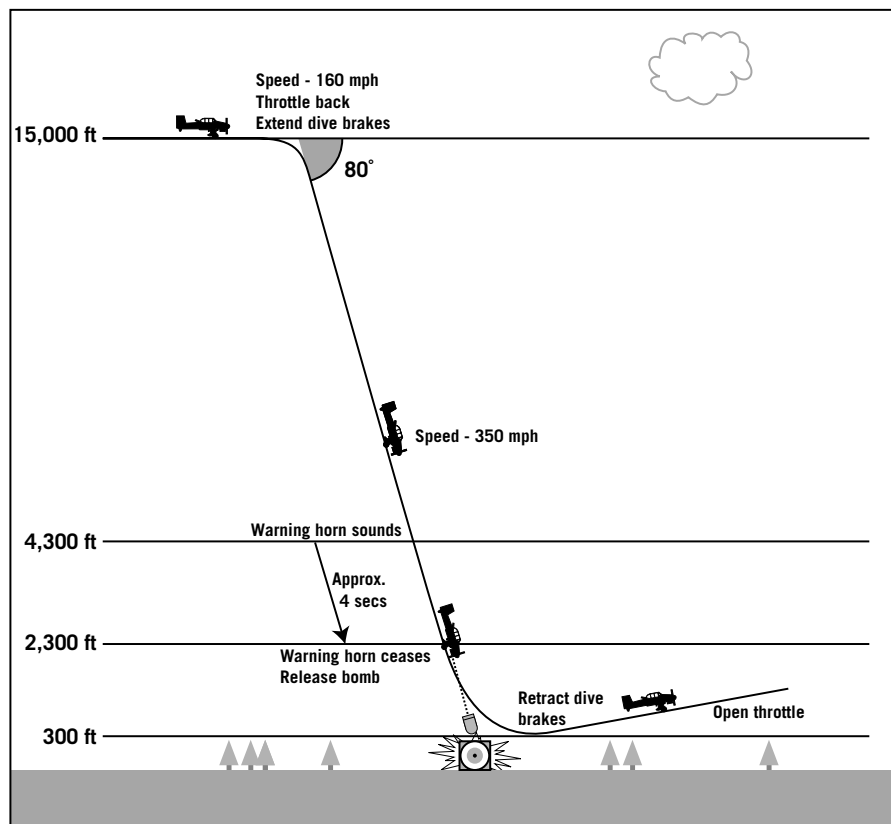 Speed - 160 mph
Throttle back
Extend dive brakes
15,000 ft
80°
Speed - 350 mph
Warning horn sounds
4,300 ft
Approx.
4 secs
2,300 ft
Warning horn ceases
Release bomb
Retract dive
brakes
Open throttle
300 ft